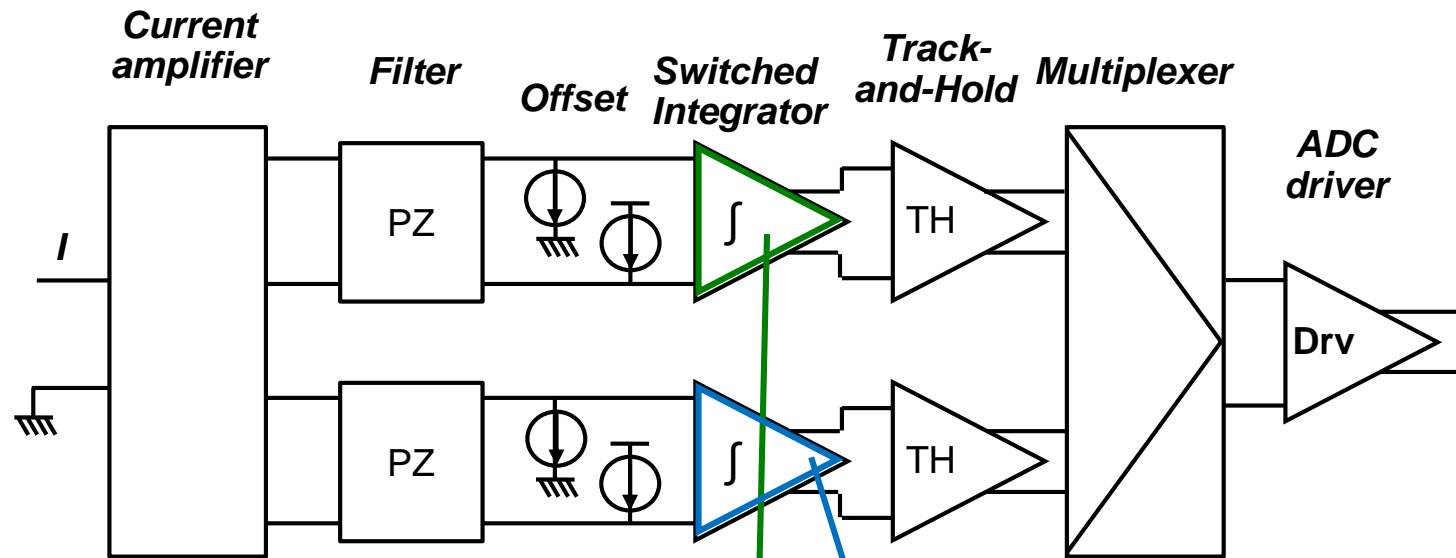 Current
amplifier
Filter
Offset
Switched
Integrator
Track-
and-Hold
Multiplexer
ADC
driver
I
PZ
∫
TH
Drv
PZ
∫
TH